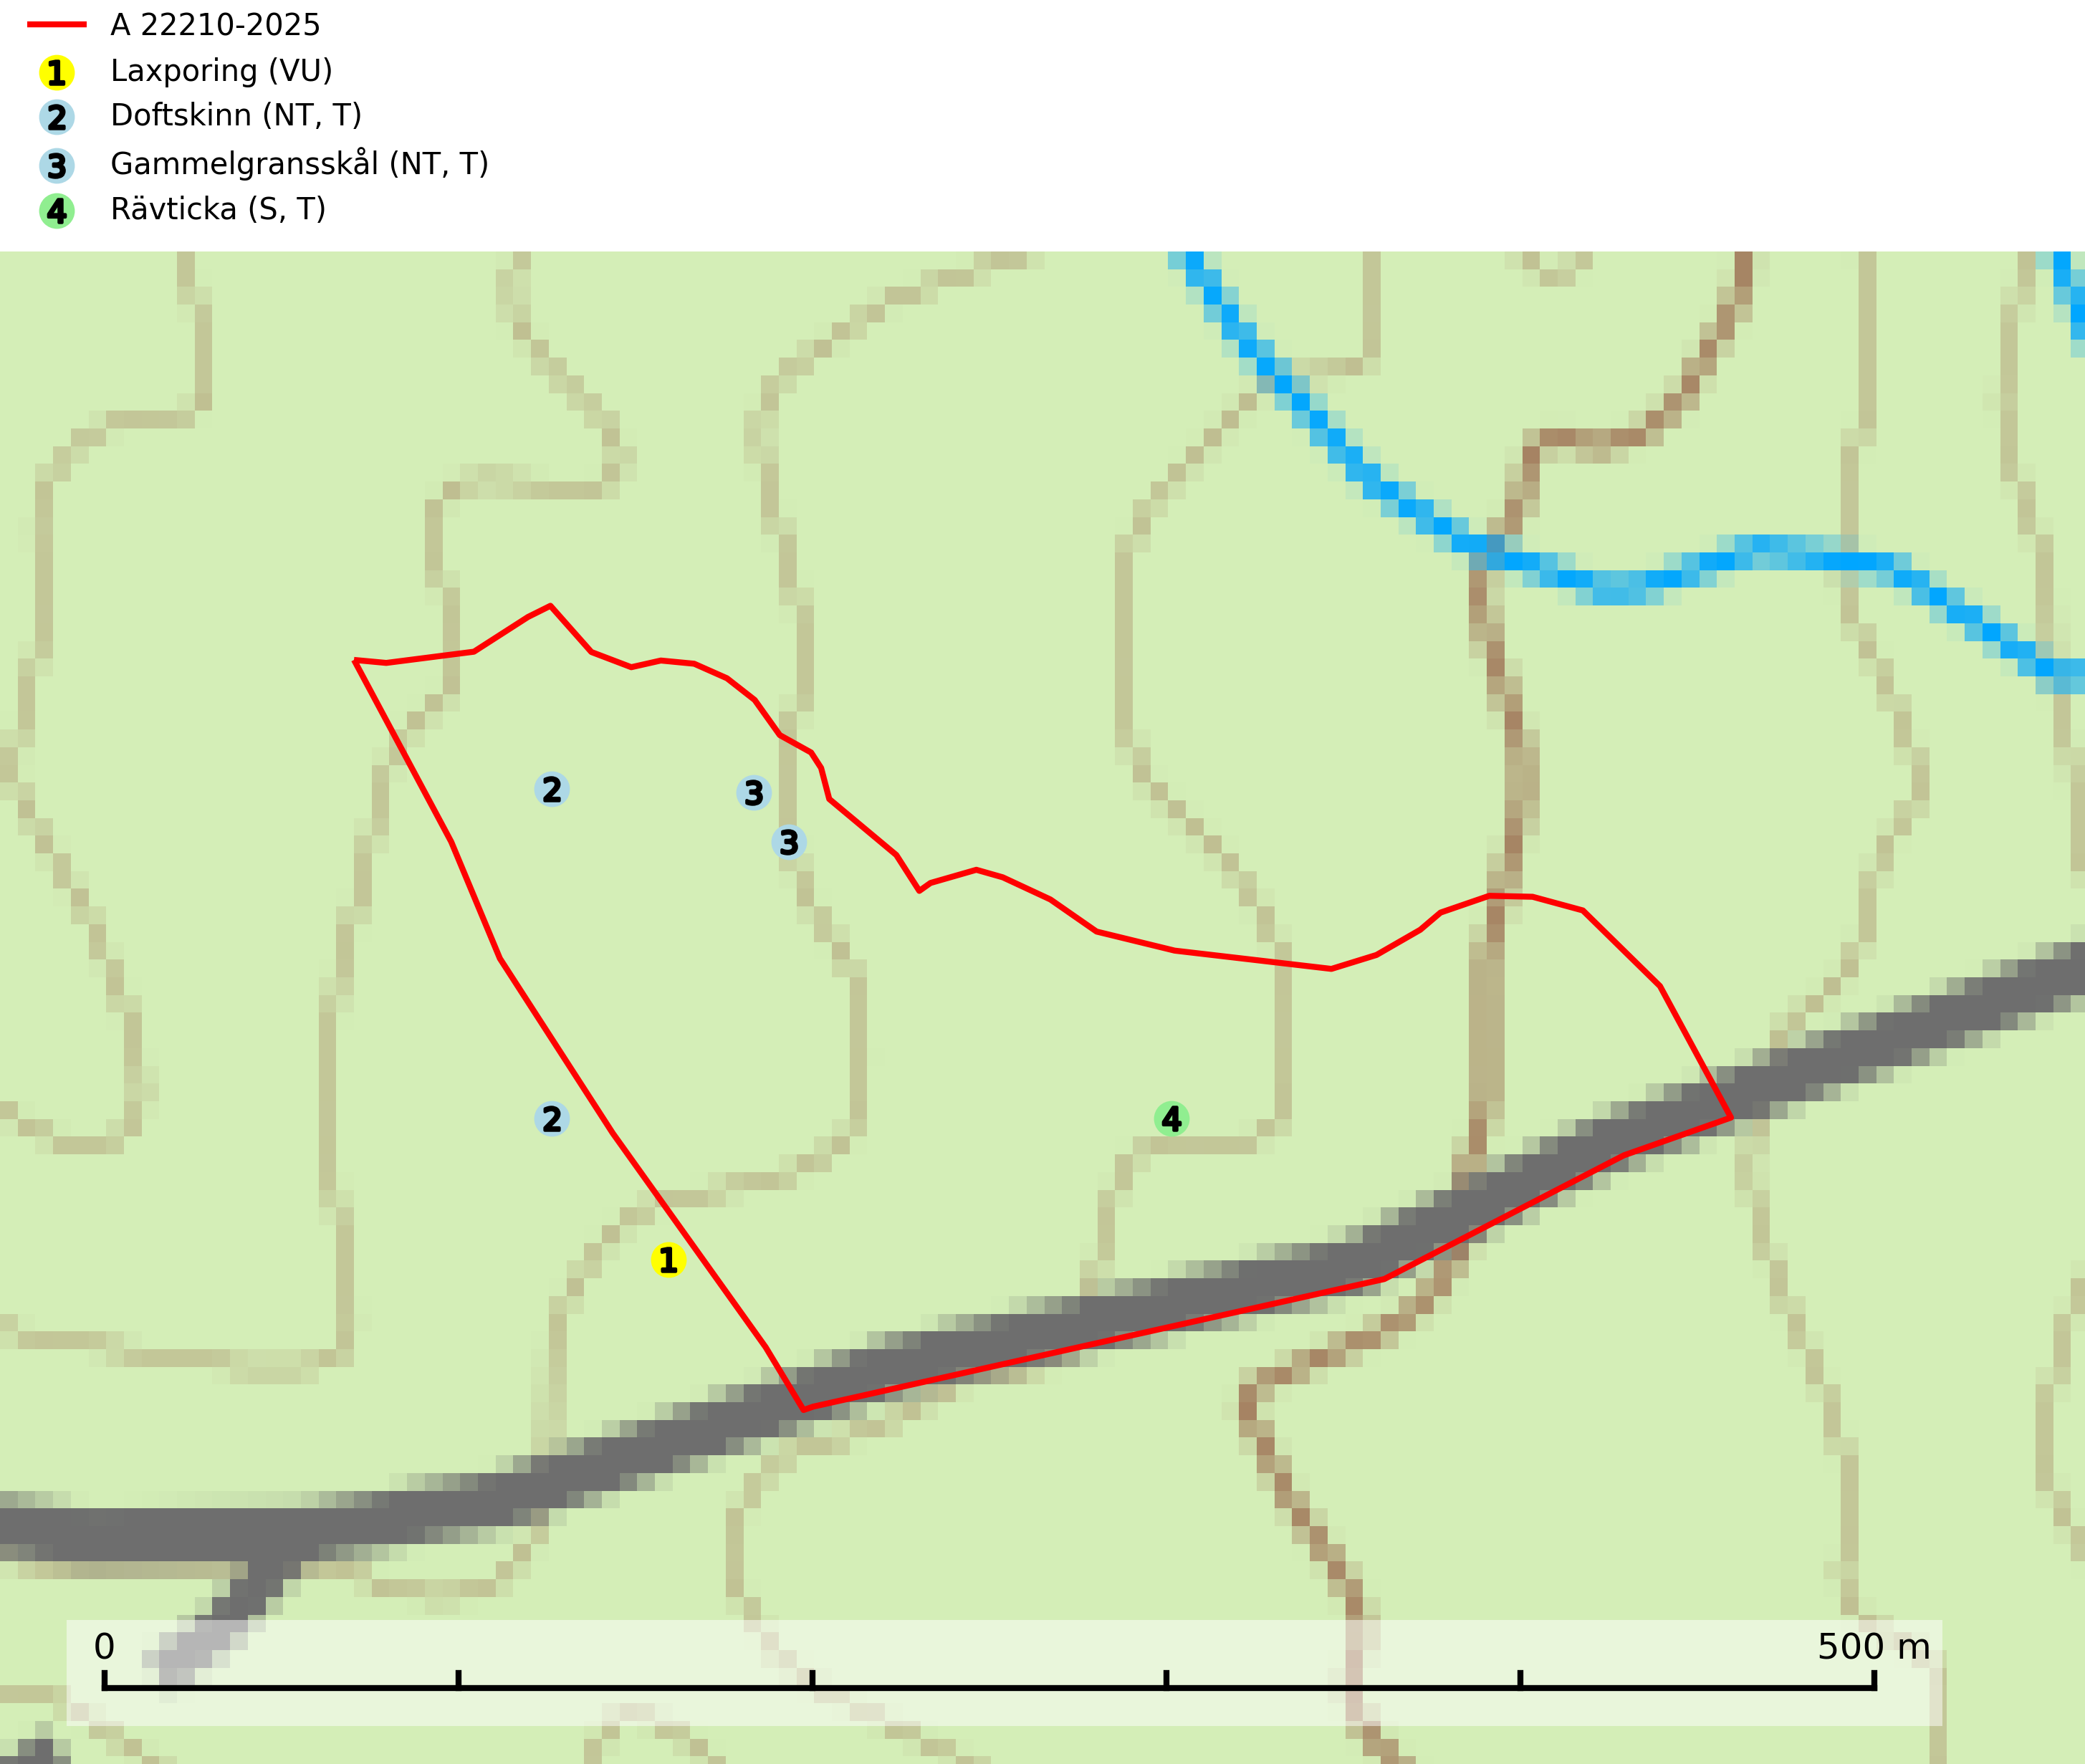 A 22210-2025
1 Laxporing (VU)
2 Doftskinn (NT, T)
3 Gammelgransskål (NT, T)
4 Rävticka (S, T)
2
3
3
2
4
1
0 500 m